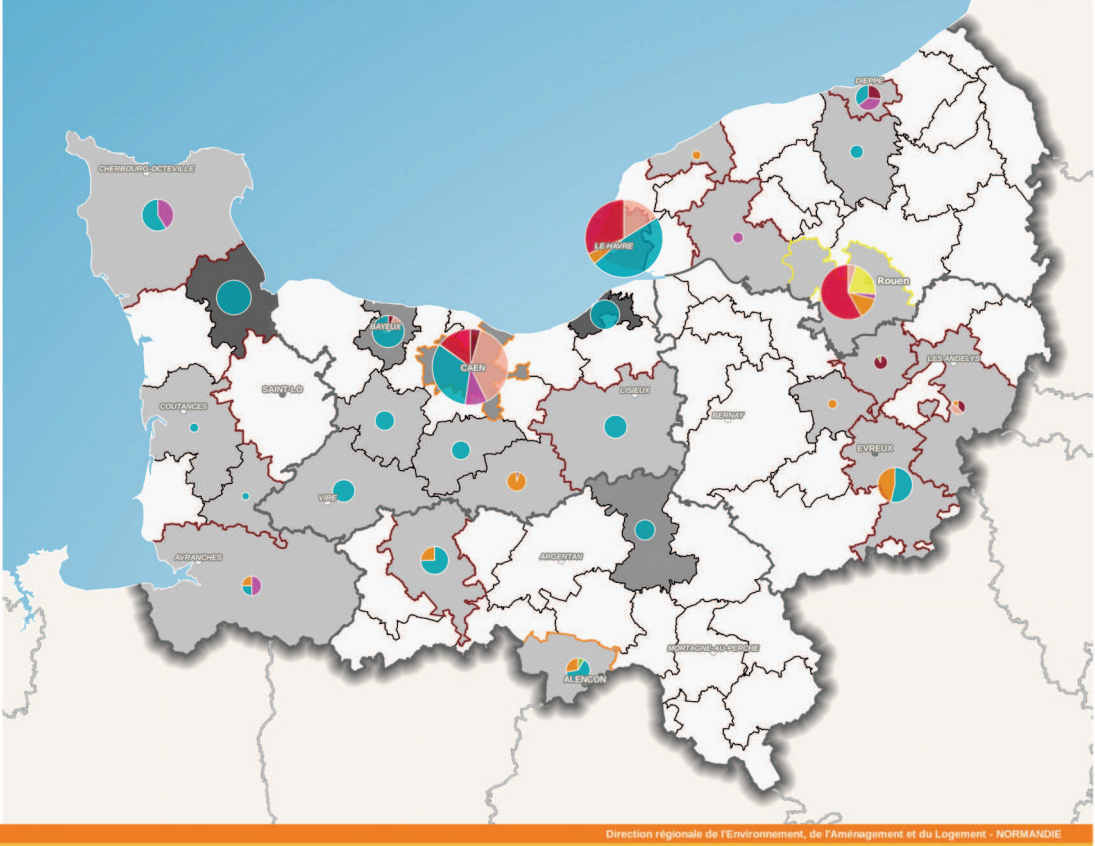 DIEPPE
CHERBOURG-OCTEVILLE
LE HAVRE
Rouen
BAYEUX
CAEN
LES ANDELYS
SAINT-LO
LISIEUX
COUTANCES
BERNAY
EVREUX
VIRE
AVRANCHES
ARGENTAN
MORTAGNE-AU-PERCHE
ALENCON
Direction régionale de l'Environnement, de l'Aménagement et du Logement - NORMANDIE